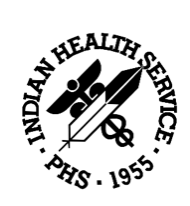 INDIAN HEALTH SERVICE
· PHS · 1955 ·